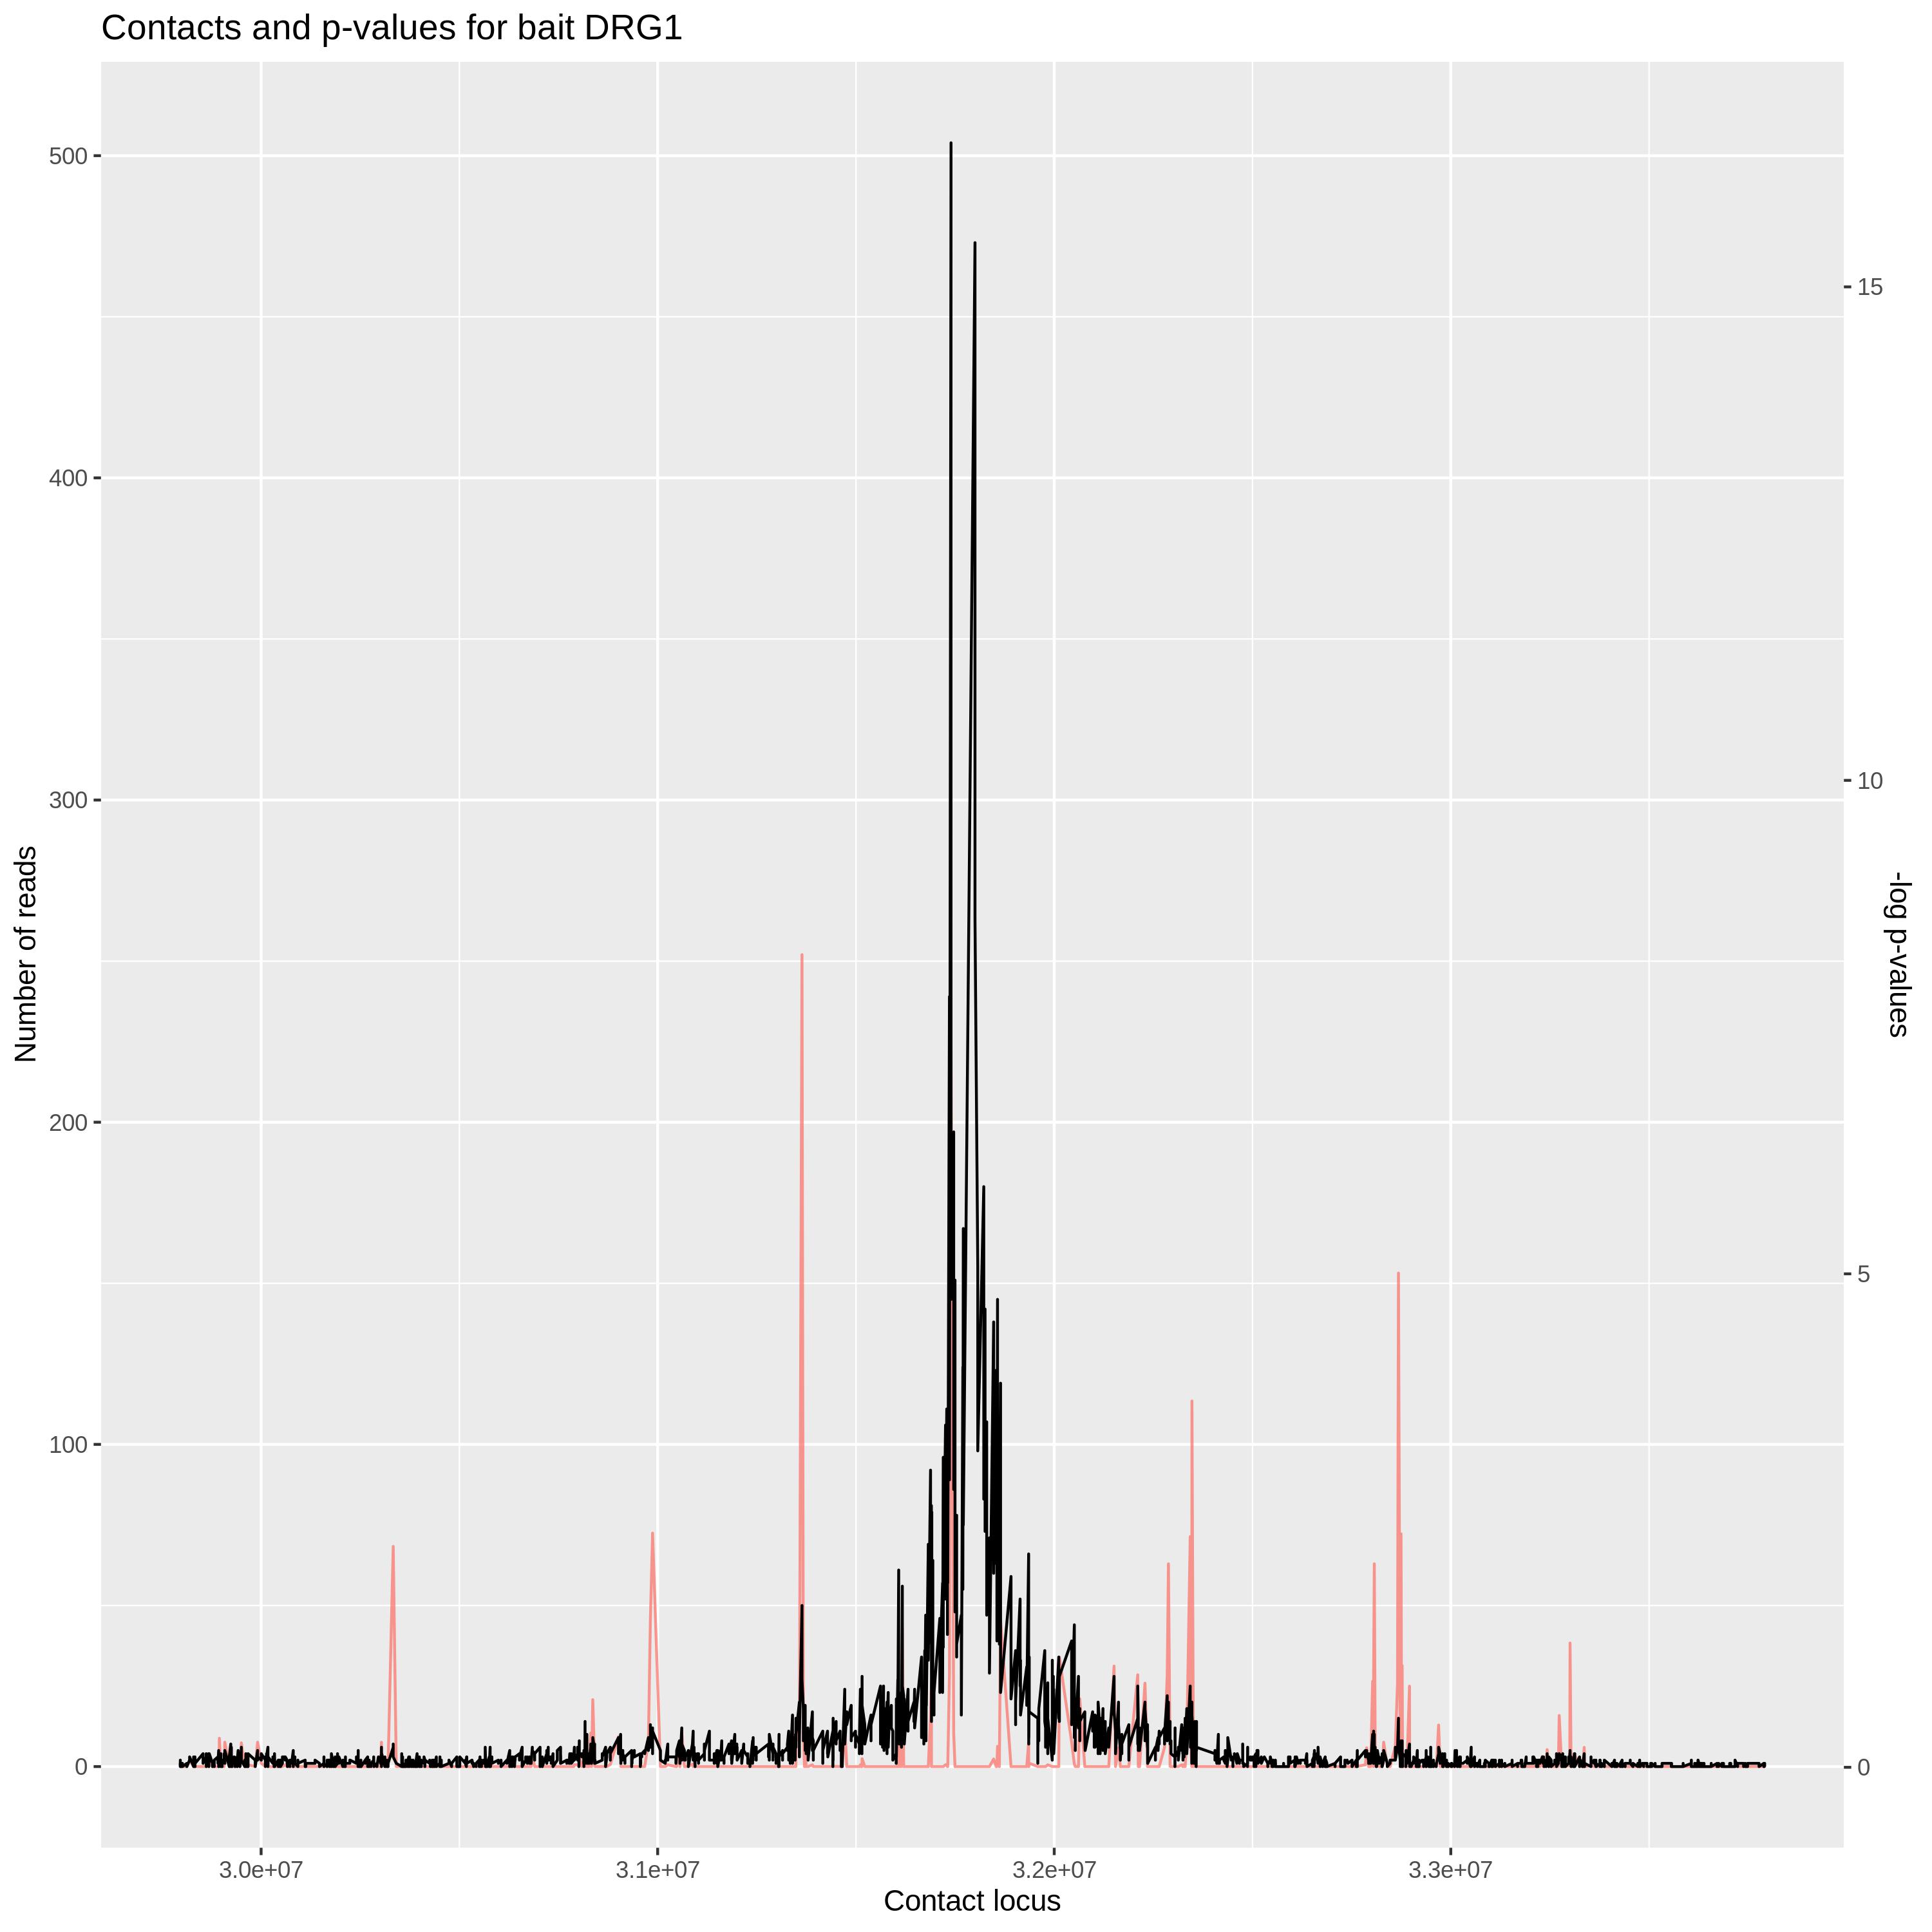 Contacts and p-values for bait DRG1
500
400
300
200
100
0
Number of reads
15
10
5
0
-log p-values
3.0e+07
3.1e+07
3.2e+07
3.3e+07
Contact locus